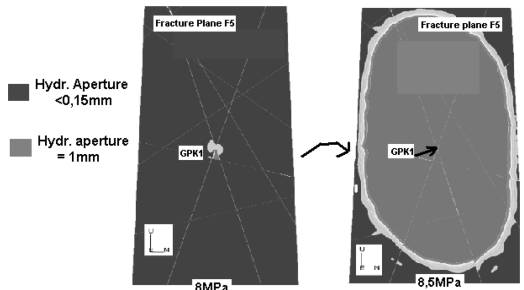 Fracture Plane F5
Fracture plane F5
Hydr. Aperture
<0,15mm
Hydr. aperture
= 1mm
GPK1
GPK1
U
E N
U
E N
8MPa
8,5MPa